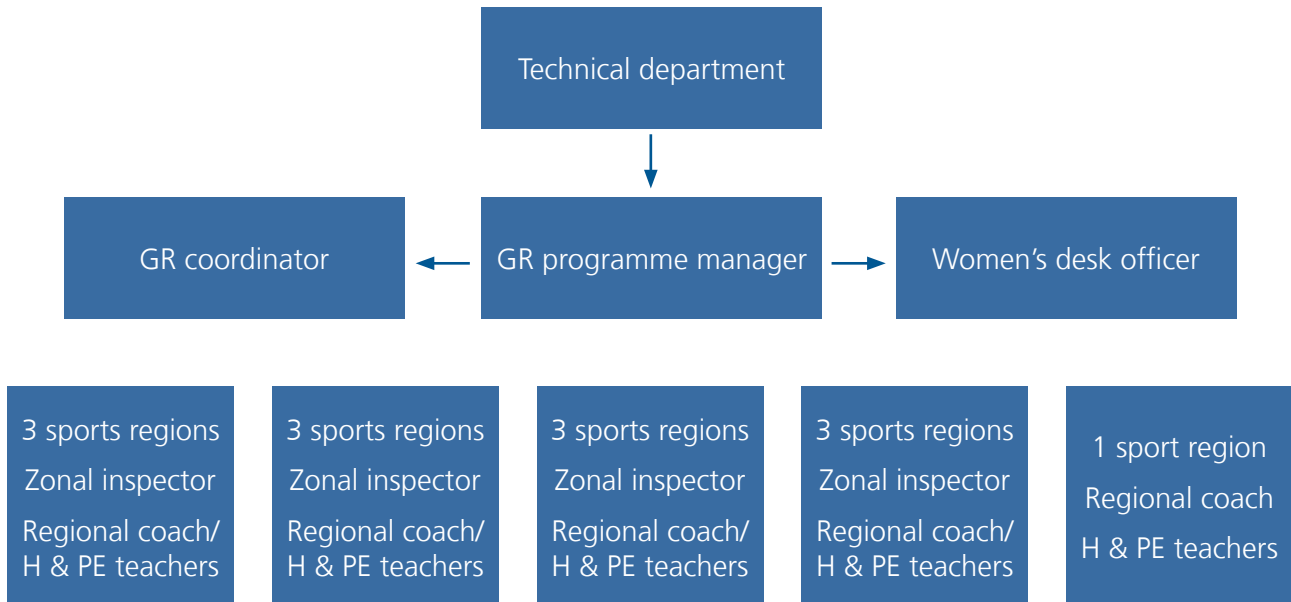 Technical department
GR coordinator
GR programme manager
Women’s desk officer
3 sports regions
Zonal inspector
Regional coach/
H & PE teachers
3 sports regions
Zonal inspector
Regional coach/
H & PE teachers
3 sports regions
Zonal inspector
Regional coach/
H & PE teachers
3 sports regions
Zonal inspector
Regional coach/
H & PE teachers
1 sport region
Regional coach
H & PE teachers